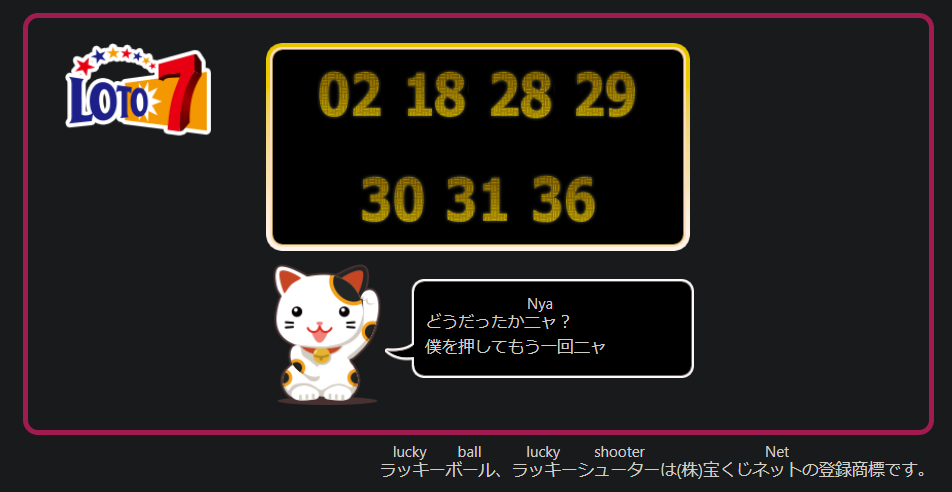 LOTO 7
02 18 28 29
30 31 36
Nya
どうだったかニャ？
僕を押してもう一回ニャ
lucky ball lucky shooter Net
ラッキーボール、ラッキーシューターは(株)宝くじネットの登録商標です。